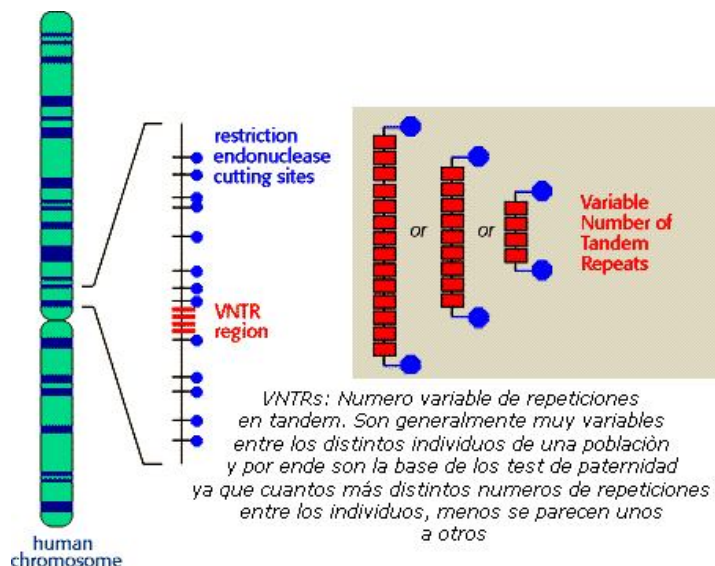 restriction
endonuclease
cutting sites
VNTR
region
or
or
Variable
Number of
Tandem
Repeats
VNTRs: Numero variable de repeticiones
en tandem. Son generalmente muy variables
entre los distintos individuos de una poblaciòn
y por ende son la base de los test de paternidad
ya que cuantos más distintos numeros de repeticiones
entre los individuos, menos se parecen unos
a otros
human
chromosome